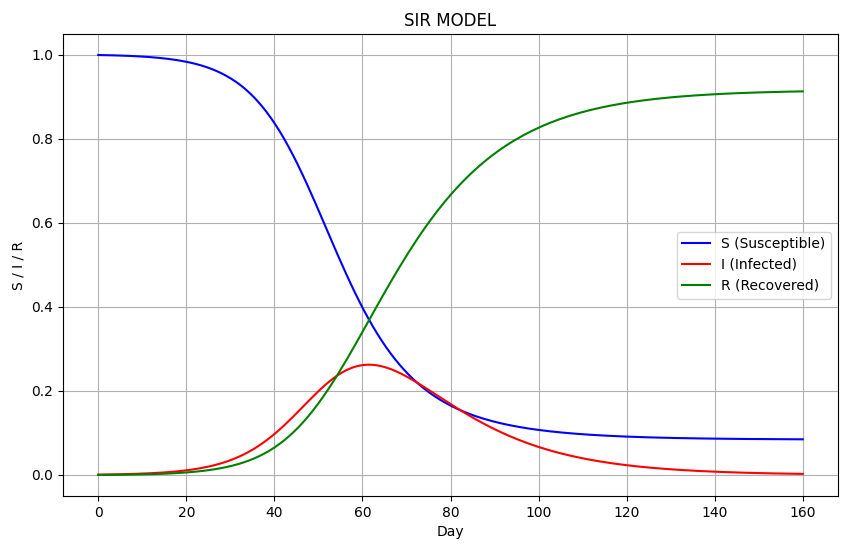 SIR MODEL
1.0
0.8
0.6
0.4
0.2
0.0
S / I / R
S (Susceptible)
I (Infected)
R (Recovered)
0 20 40 60 80 100 120 140 160
Day